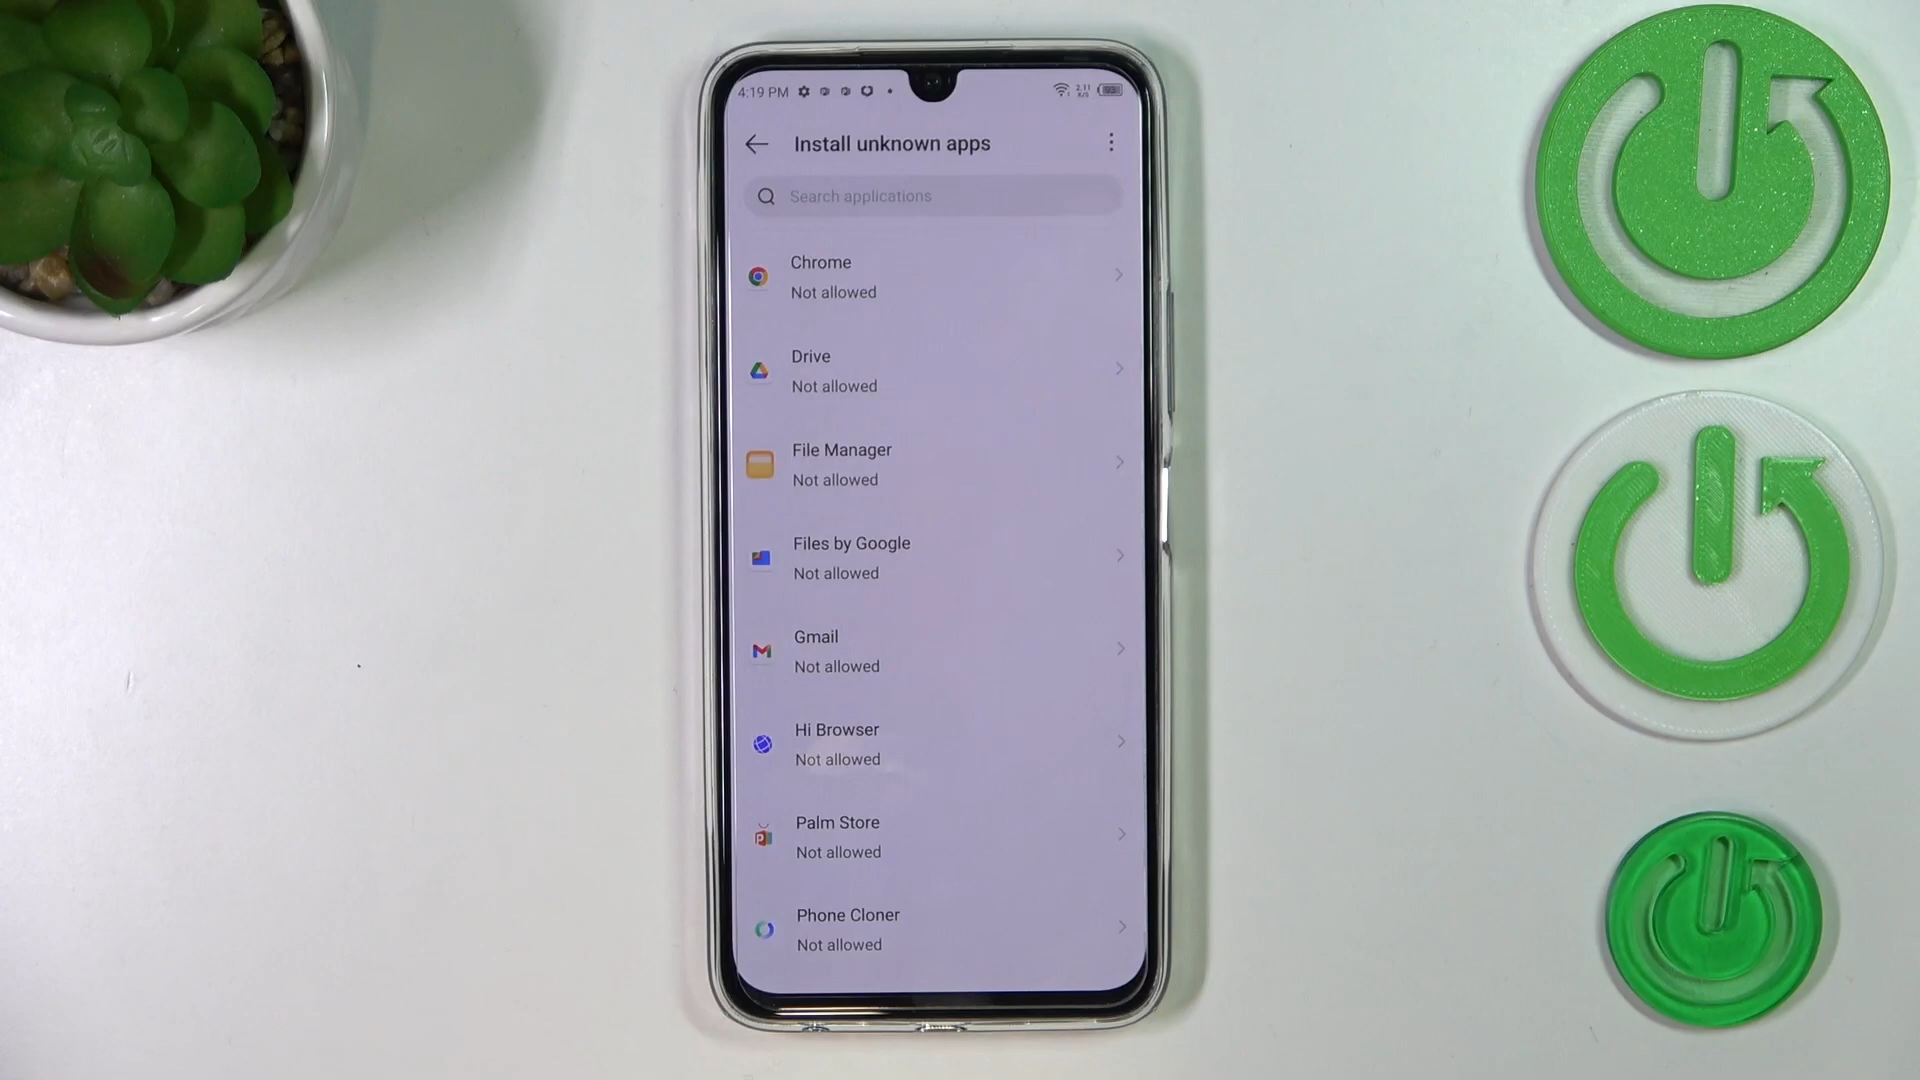 4:19 PM
Install unknown apps
Search applications
Chrome
Not allowed
Drive
Not allowed
File Manager
Not allowed
Files by Google
Not allowed
Gmail
Not allowed
Hi Browser
Not allowed
Palm Store
Not allowed
Phone Cloner
Not allowed